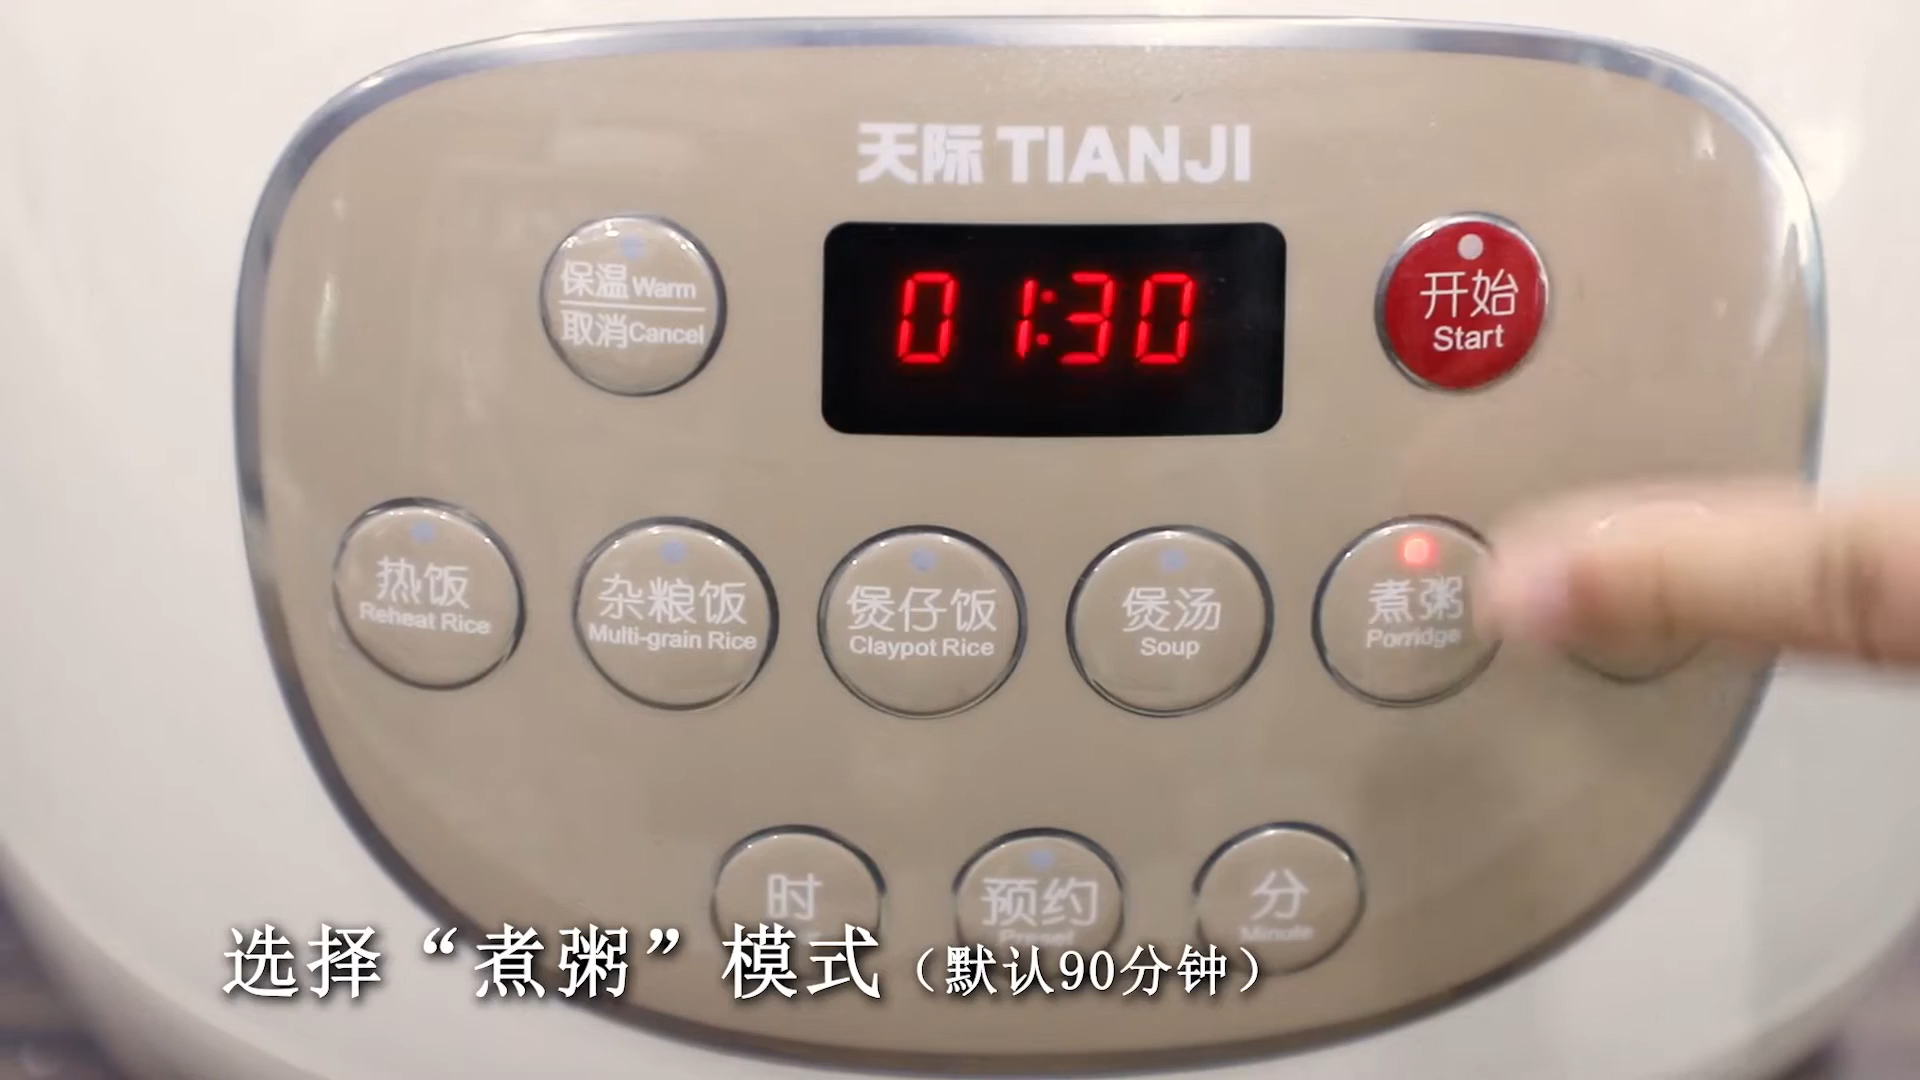 天际 TIANJI
保温 Warm
取消 Cancel
01:30
开始
Start
热饭
Reheat Rice
杂粮饭
Multi-grain Rice
煲仔饭
Claypot Rice
煲汤
Soup
煮粥
Porridge
时
预约
Preset
分
Minute
选择“煮粥”模式（默认90分钟）